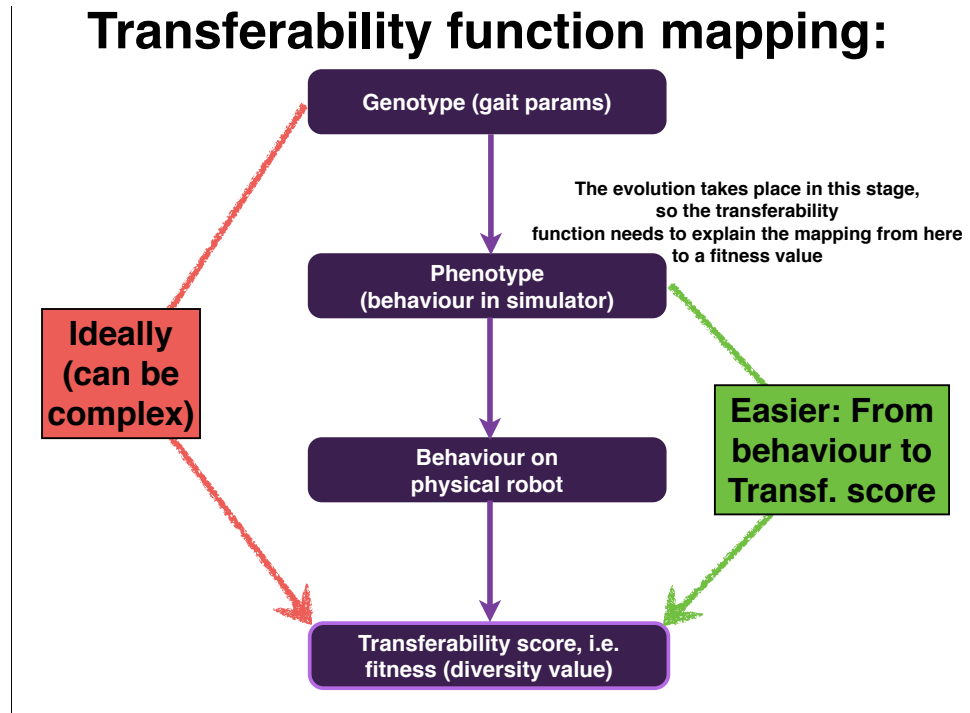 Transferability function mapping:
Genotype (gait params)
The evolution takes place in this stage,
so the transferability
function needs to explain the mapping from here
to a fitness value
Phenotype
(behaviour in simulator)
Ideally
(can be
complex)
Easier: From
behaviour to
Transf. score
Behaviour on
physical robot
Transferability score, i.e.
fitness (diversity value)